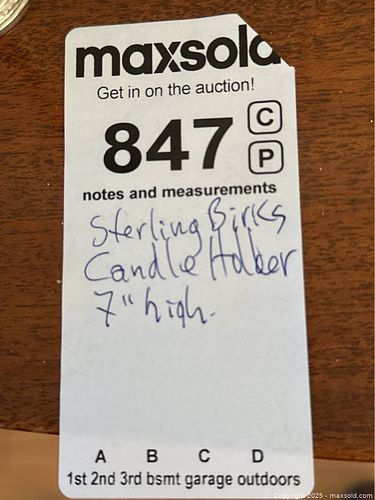 maxsold
Get in on the auction!
847
C
P
notes and measurements
Sterling Birks
Candle Holder
7" high.
A B C D
1st 2nd 3rd bsmt garage outdoors
Copyright 2025 - maxsold.com